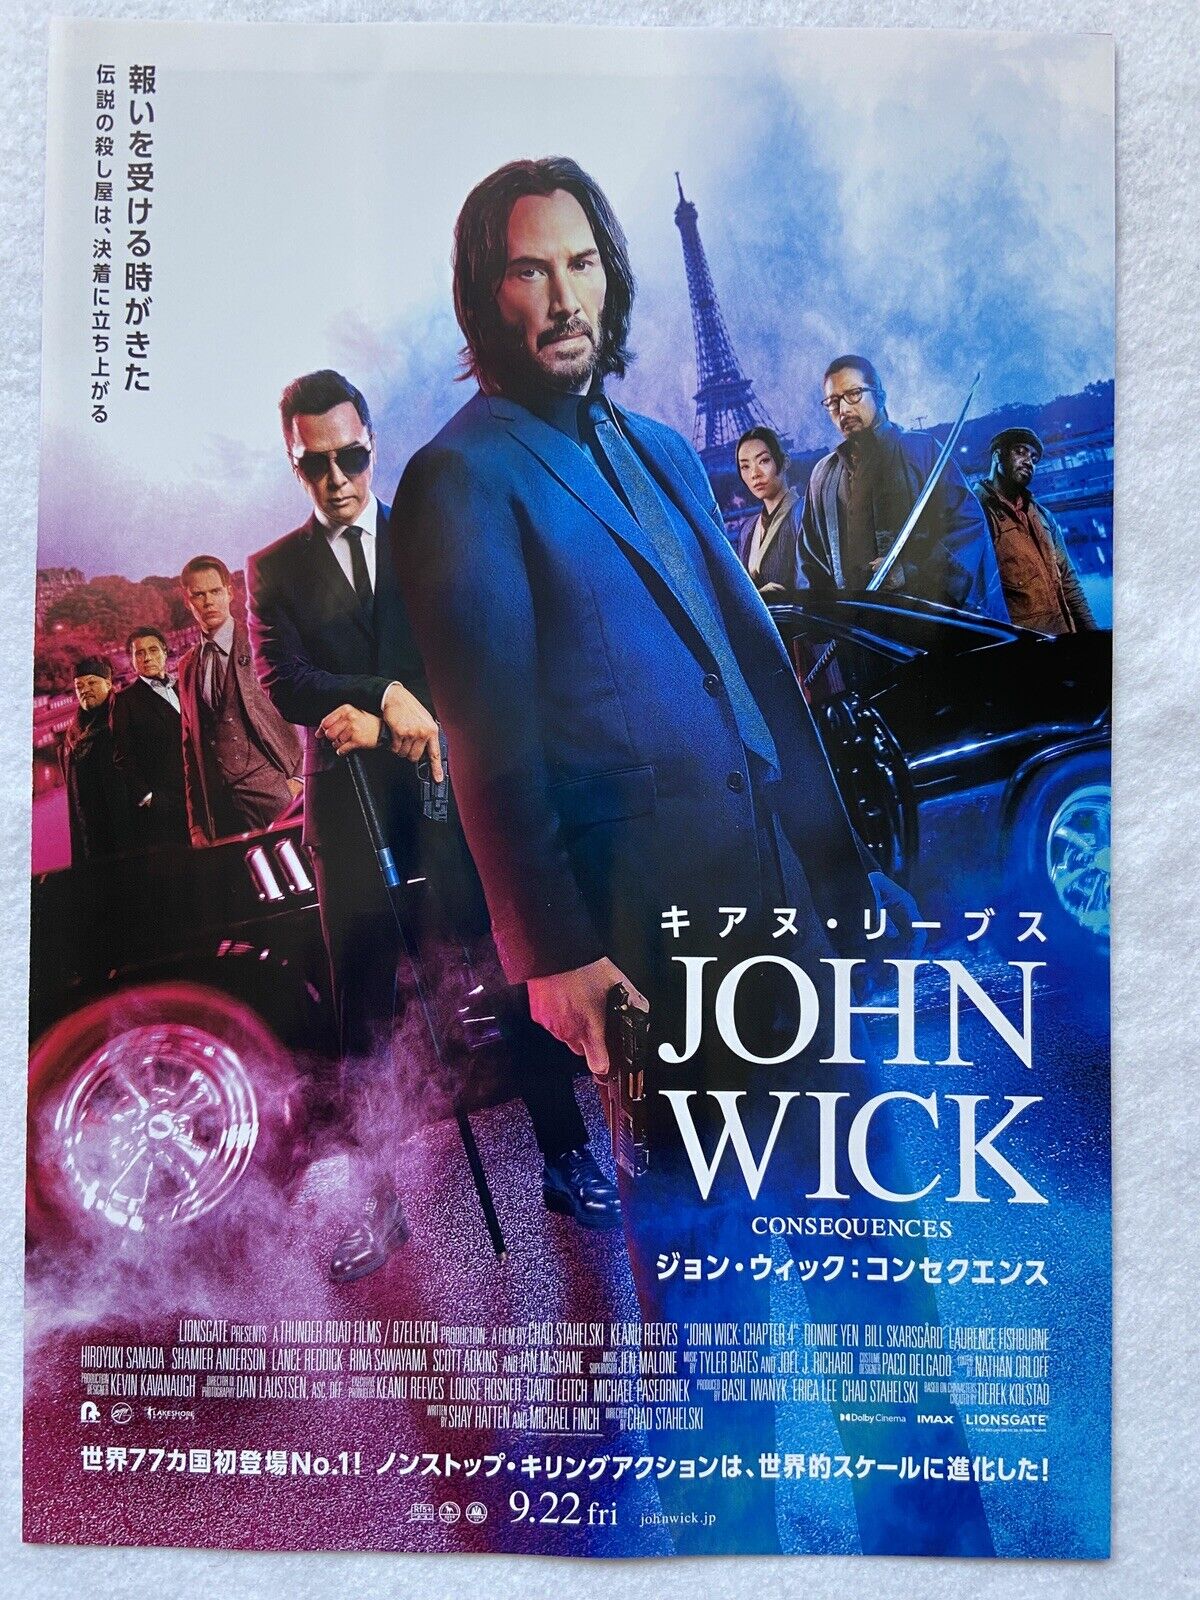 報いを受ける時がきた
伝説の殺し屋は、決着に立ち上がる
キアヌ・リーブス
JOHN
WICK
CONSEQUENCES
ジョン・ウィック:コンセクエンス
LIONSGATE PRESENTS A THUNDER ROAD FILMS / 87ELEVEN PRODUCTION A FILM BY CHAD STAHELSKI KEANU REEVES "JOHN WICK: CHAPTER 4" DONNIE YEN BILL SKARSGÅRD LAURENCE FISHBURNE
HIROYUKI SANADA SHAMIER ANDERSON LANCE REDDICK RINA SAWAYAMA SCOTT ADKINS AND IAN McSHANE MUSIC SUPERVISOR JEN MALONE MUSIC BY TYLER BATES AND JOEL J. RICHARD COSTUME DESIGNER PACO DELGADO EDITED BY NATHAN ORLOFF
PRODUCTION DESIGNER KEVIN KAVANAUGH DIRECTOR OF PHOTOGRAPHY DAN LAUSTSEN, ASC, DFF EXECUTIVE PRODUCERS KEANU REEVES LOUISE ROSNER DAVID LEITCH MICHAEL PASEORNEK PRODUCED BY BASIL IWANYK, ERICA LEE CHAD STAHELSKI BASED ON CHARACTERS CREATED BY DEREK KOLSTAD
WRITTEN BY SHAY HATTEN AND MICHAEL FINCH DIRECTED BY CHAD STAHELSKI
LAKESHORE
Dolby Cinema IMAX LIONSGATE
世界77カ国初登場No.1! ノンストップ・キリングアクションは、世界的スケールに進化した!
R15+ 9.22 fri johnwick.jp